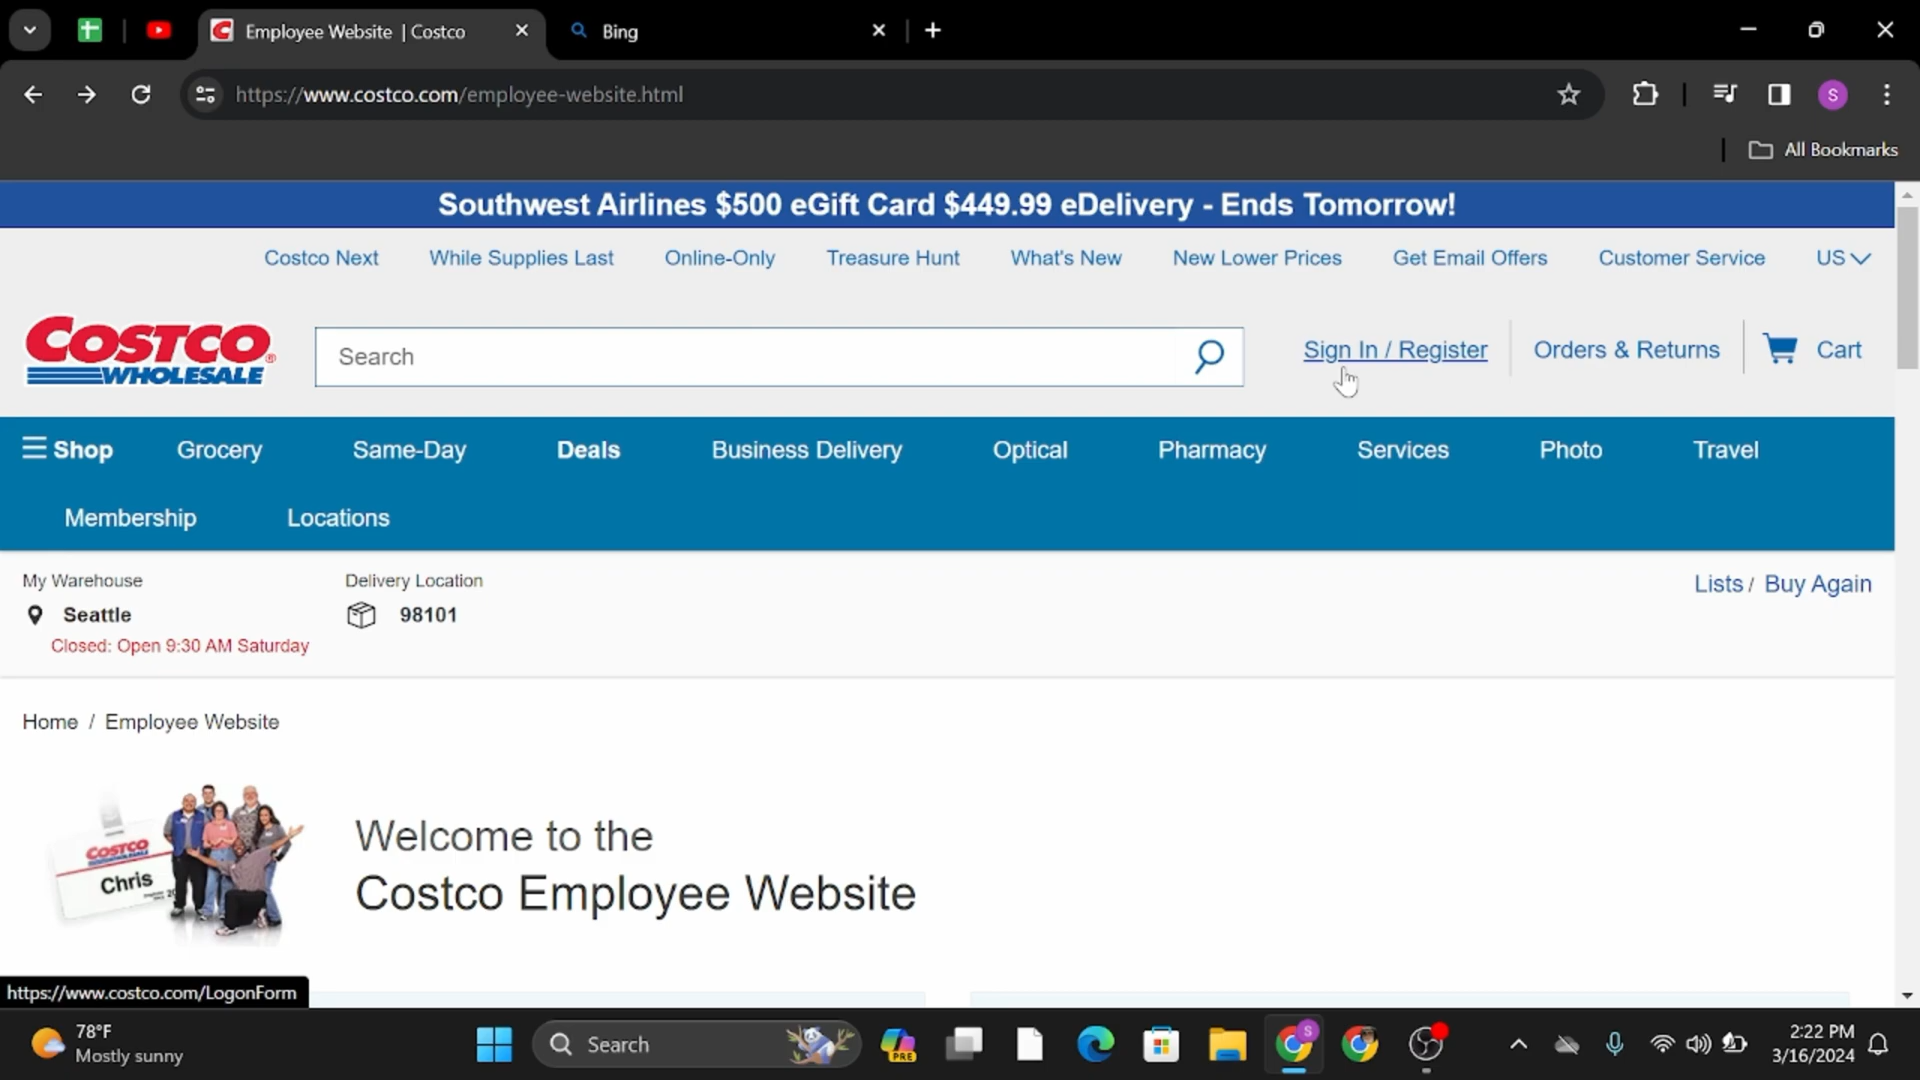 Employee Website | Costco
Bing
https://www.costco.com/employee-website.html
S
All Bookmarks
Southwest Airlines $500 eGift Card $449.99 eDelivery - Ends Tomorrow!
Costco Next
While Supplies Last
Online-Only
Treasure Hunt
What's New
New Lower Prices
Get Email Offers
Customer Service
US
COSTCO
WHOLESALE
Search
Sign In / Register
Orders & Returns
Cart
Shop
Grocery
Same-Day
Deals
Business Delivery
Optical
Pharmacy
Services
Photo
Travel
Membership
Locations
My Warehouse
Seattle
Closed: Open 9:30 AM Saturday
Delivery Location
98101
Lists / Buy Again
Home / Employee Website
COSTCO
Chris
Welcome to the
Costco Employee Website
https://www.costco.com/LogonForm
78°F
Mostly sunny
Search
PRE
S
2:22 PM
3/16/2024